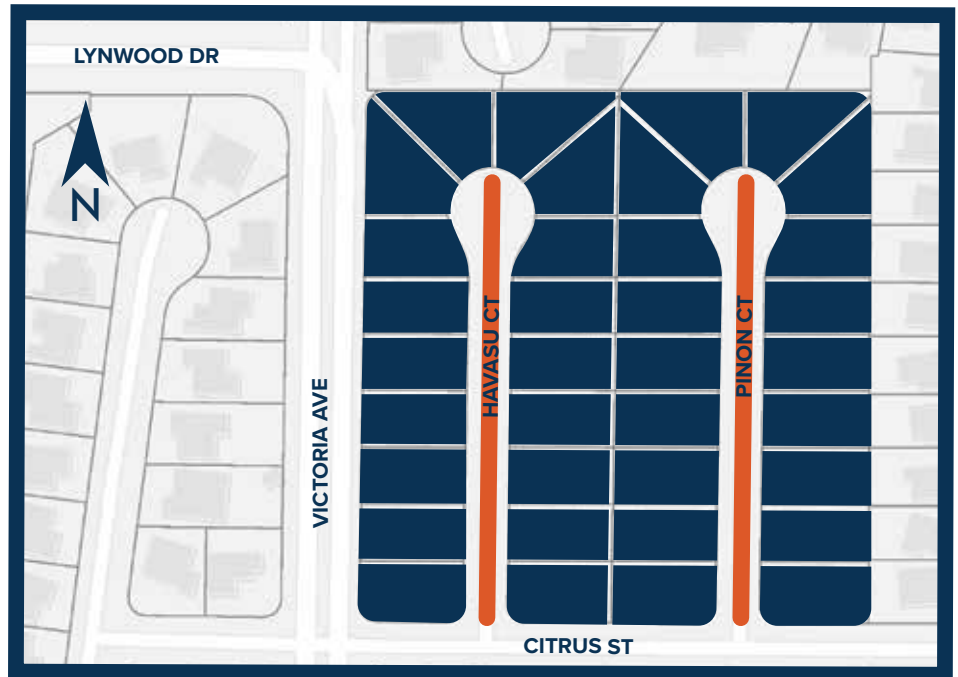 LYNWOOD DR
N
VICTORIA AVE
HAVASU CT
PINON CT
CITRUS ST